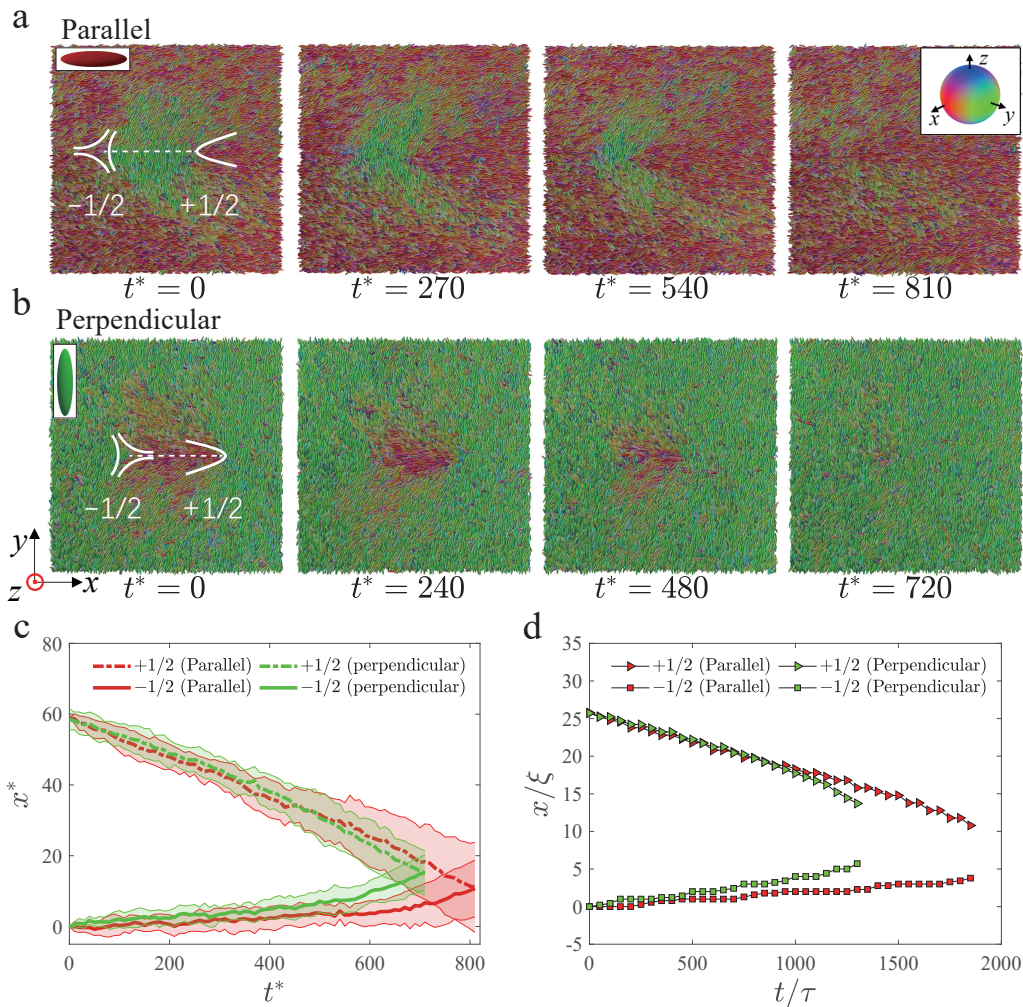 a
Parallel
z
x
y
−1/2
+1/2
t* = 0
t* = 270
t* = 540
t* = 810
b
Perpendicular
−1/2
+1/2
y
z
x
t* = 0
t* = 240
t* = 480
t* = 720
c
80
60
40
20
0
x*
+1/2 (Parallel)
+1/2 (perpendicular)
−1/2 (Parallel)
−1/2 (perpendicular)
0
200
400
600
800
t*
d
35
30
25
20
15
10
5
0
-5
x/ξ
+1/2 (Parallel)
+1/2 (Perpendicular)
−1/2 (Parallel)
−1/2 (Perpendicular)
0
500
1000
1500
2000
t/τ